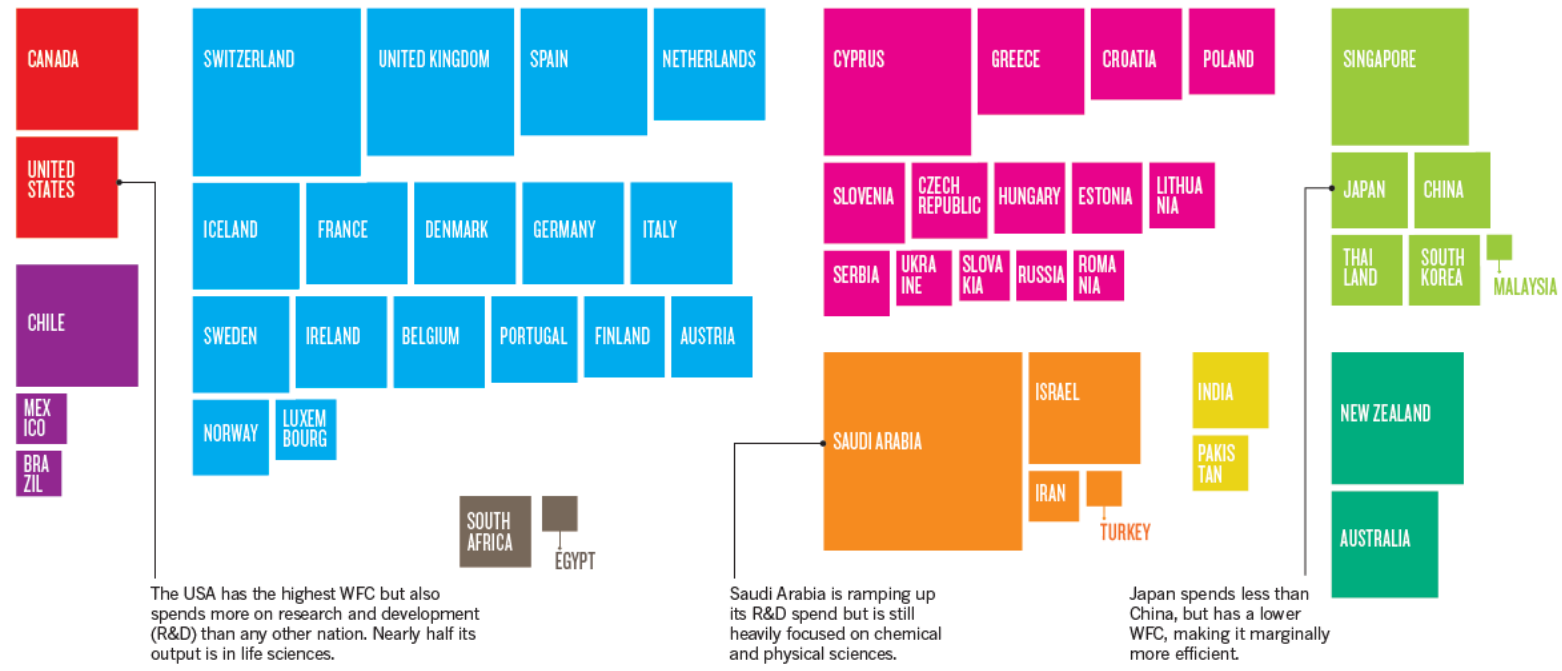 CANADA
UNITED
STATES
CHILE
MEX
ICO
BRA
ZIL
SWITZERLAND
UNITED KINGDOM
SPAIN
NETHERLANDS
ICELAND
FRANCE
DENMARK
GERMANY
ITALY
SWEDEN
IRELAND
BELGIUM
PORTUGAL
FINLAND
AUSTRIA
NORWAY
LUXEM
BOURG
SOUTH
AFRICA
EGYPT
CYPRUS
GREECE
CROATIA
POLAND
SLOVENIA
CZECH
REPUBLIC
HUNGARY
ESTONIA
LITHUA
NIA
SERBIA
UKRA
INE
SLOVA
KIA
RUSSIA
ROMA
NIA
SAUDI ARABIA
ISRAEL
IRAN
TURKEY
INDIA
PAKIS
TAN
SINGAPORE
JAPAN
CHINA
THAI
LAND
SOUTH
KOREA
MALAYSIA
NEW ZEALAND
AUSTRALIA
The USA has the highest WFC but also
spends more on research and development
(R&D) than any other nation. Nearly half its
output is in life sciences.
Saudi Arabia is ramping up
its R&D spend but is still
heavily focused on chemical
and physical sciences.
Japan spends less than
China, but has a lower
WFC, making it marginally
more efficient.